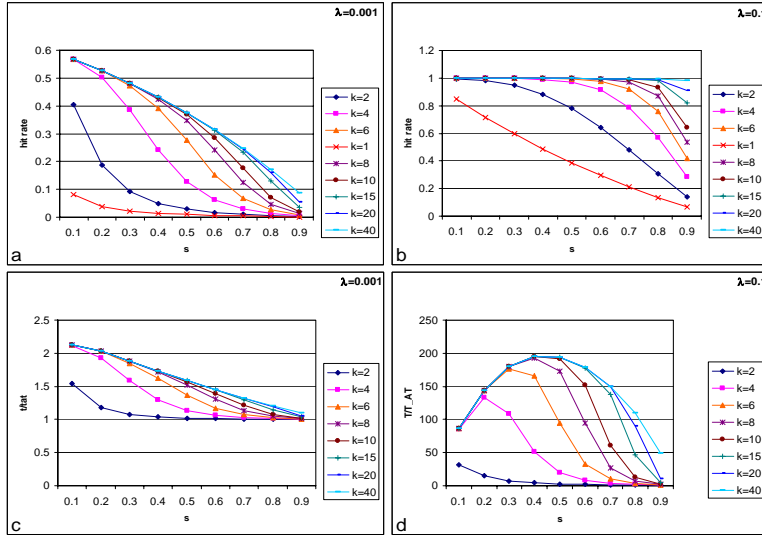 λ=0.001
0.6
0.5
0.4
0.3
0.2
0.1
0
hit rate
0.1 0.2 0.3 0.4 0.5 0.6 0.7 0.8 0.9
s
k=2
k=4
k=6
k=1
k=8
k=10
k=15
k=20
k=40
a
λ=0.1
1.2
1
0.8
0.6
0.4
0.2
0
hit rate
0.1 0.2 0.3 0.4 0.5 0.6 0.7 0.8 0.9
s
k=2
k=4
k=6
k=1
k=8
k=10
k=15
k=20
k=40
b
λ=0.001
2.5
2
1.5
1
0.5
0
t/tat
0.1 0.2 0.3 0.4 0.5 0.6 0.7 0.8 0.9
s
k=2
k=4
k=6
k=8
k=10
k=15
k=20
k=40
c
λ=0.1
250
200
150
100
50
0
T/T_AT
0.1 0.2 0.3 0.4 0.5 0.6 0.7 0.8 0.9
s
k=2
k=4
k=6
k=8
k=10
k=15
k=20
k=40
d